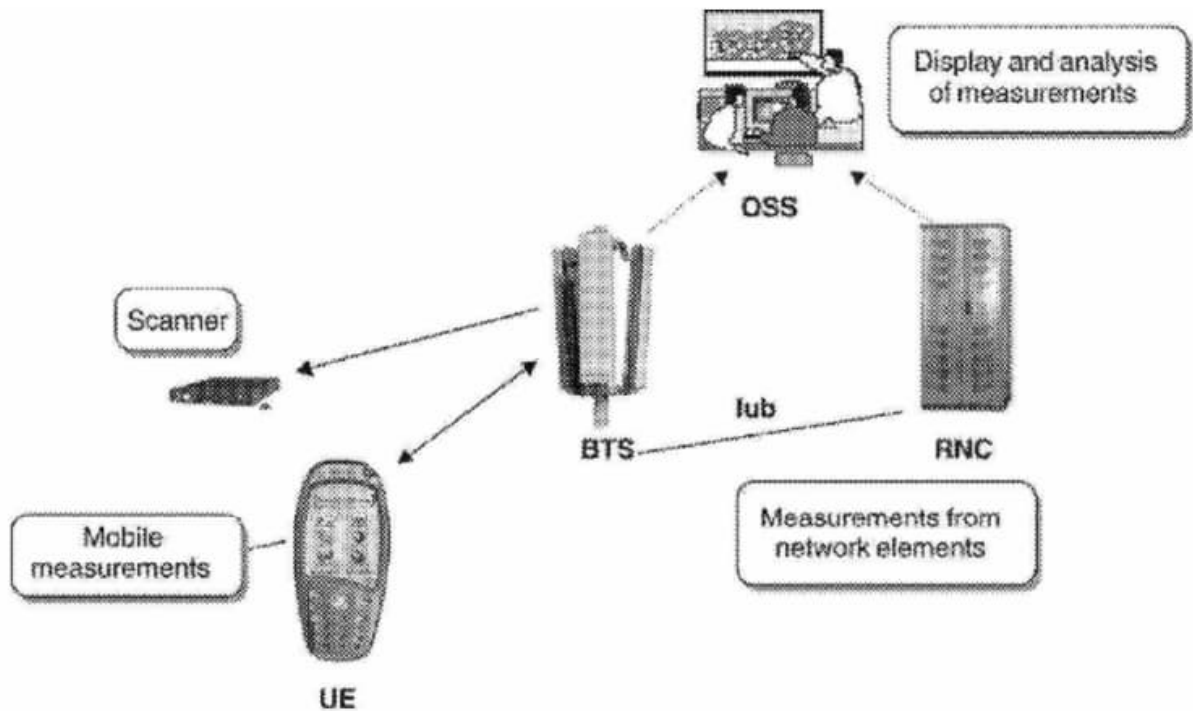 Display and analysis
of measurements
OSS
Scanner
Iub
BTS
RNC
Mobile
measurements
Measurements from
network elements
UE